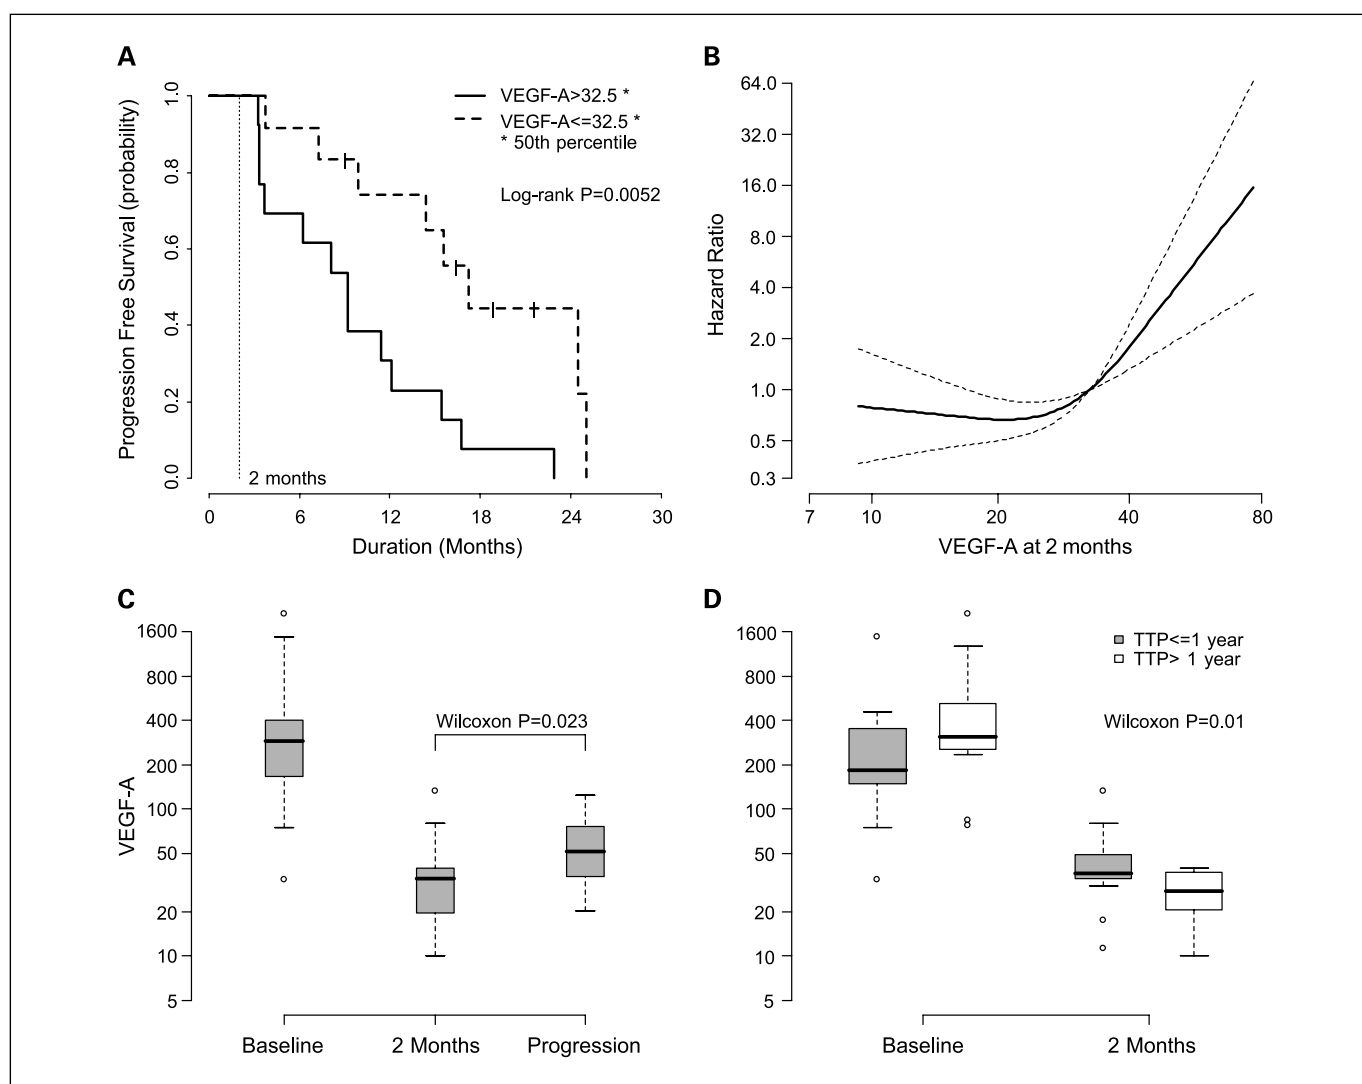 A
Progression Free Survival (probability)
1.0
0.8
0.6
0.4
0.2
0.0
VEGF-A>32.5 *
VEGF-A<=32.5 *
* 50th percentile
Log-rank P=0.0052
2 months
0 6 12 18 24 30
Duration (Months)
B
Hazard Ratio
64.0
32.0
16.0
8.0
4.0
2.0
1.0
0.5
0.3
7 10 20 40 80
VEGF-A at 2 months
C
VEGF-A
1600
800
400
200
100
50
20
10
5
Wilcoxon P=0.023
Baseline 2 Months Progression
D
1600
800
400
200
100
50
20
10
5
TTP<=1 year
TTP> 1 year
Wilcoxon P=0.01
Baseline 2 Months